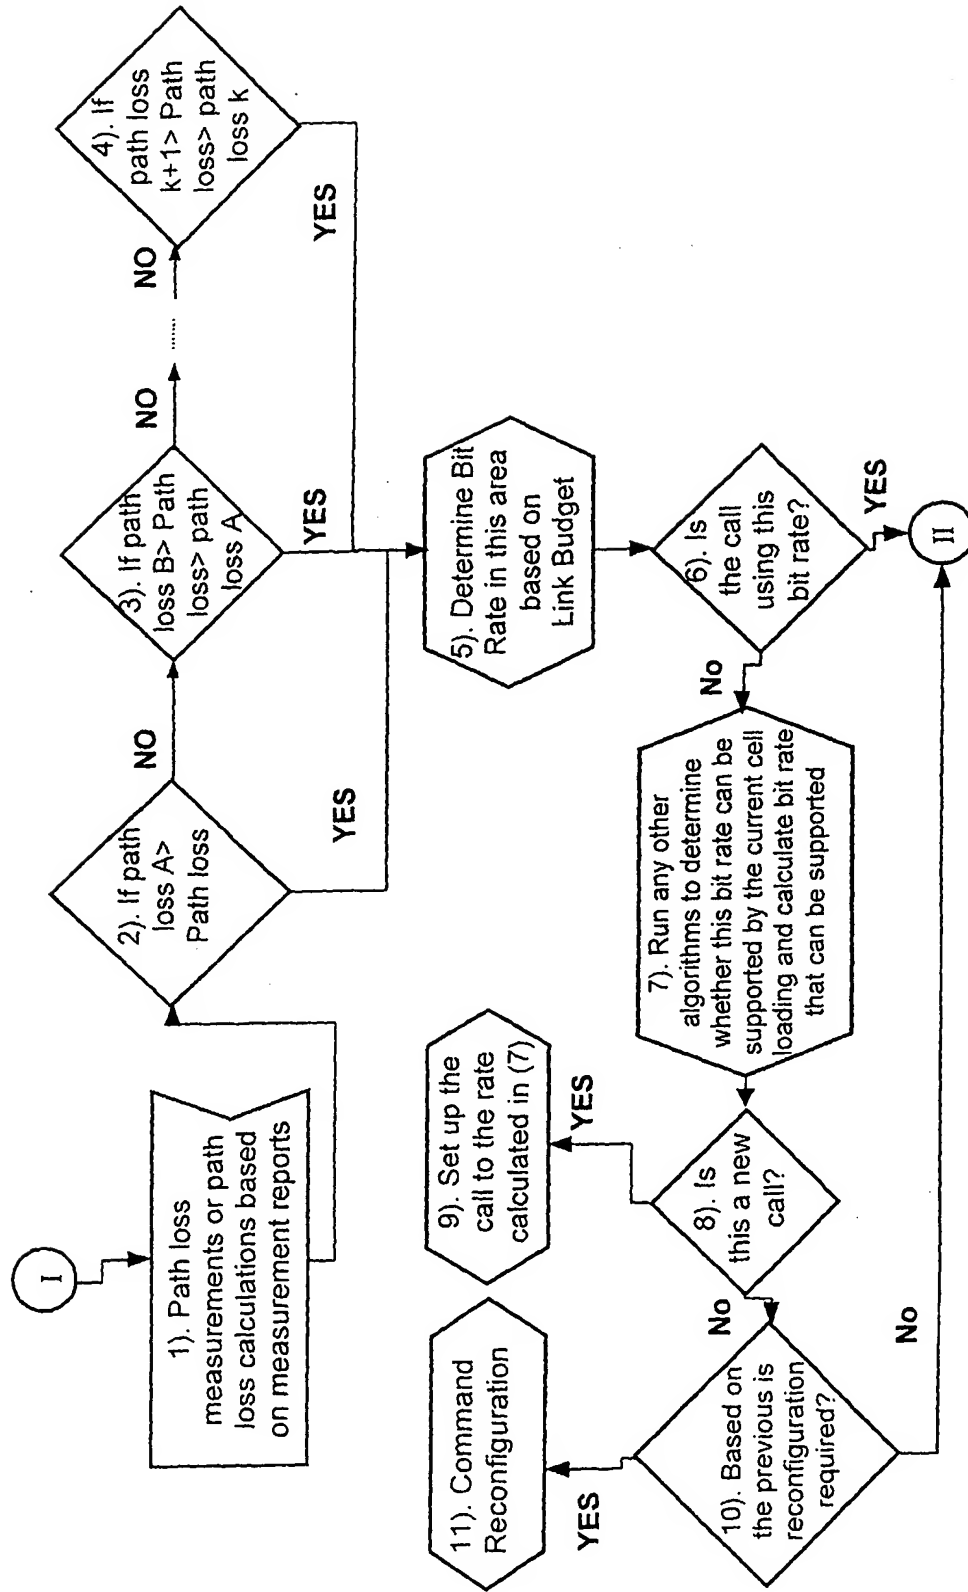 I
1). Path loss
measurements or path
loss calculations based
on measurement reports
2). If path
loss A>
Path loss
NO
YES
3). If path
loss B> Path
loss> path
loss A
NO
YES
......
NO
4). If
path loss
k+1> Path
loss> path
loss k
YES
5). Determine Bit
Rate in this area
based on
Link Budget
6). Is
the call
using this
bit rate?
YES
II
No
7). Run any other
algorithms to determine
whether this bit rate can be
supported by the current cell
loading and calculate bit rate
that can be supported
8). Is
this a new
call?
YES
9). Set up the
call to the rate
calculated in (7)
No
10). Based on
the previous is
reconfiguration
required?
YES
11). Command
Reconfiguration
No